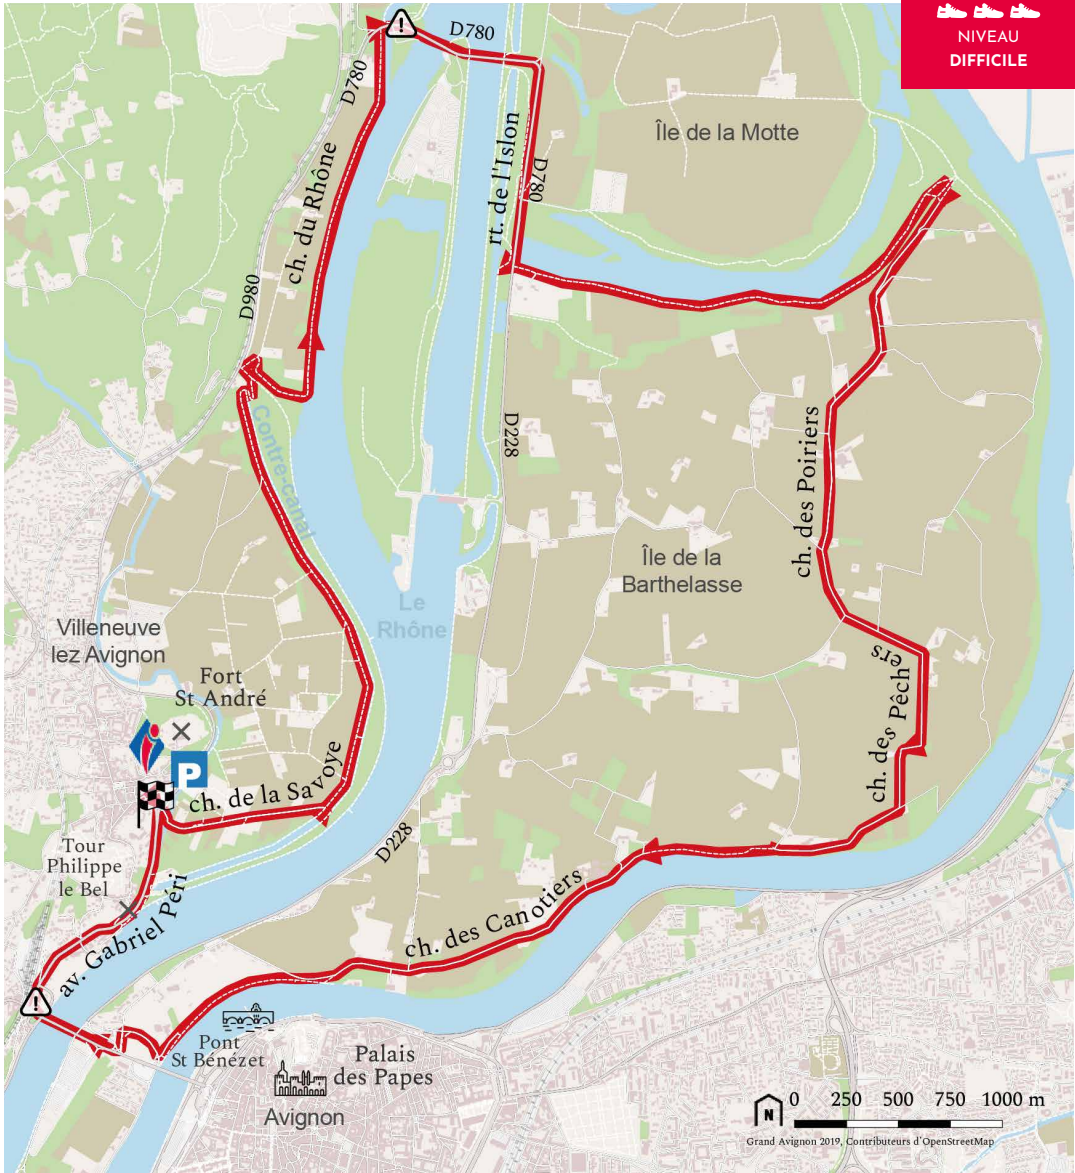 NIVEAU
DIFFICILE
D780
D780
Île de la Motte
rt. de l'Islon
D780
ch. du Rhône
D980
Contre-canal
D228
ch. des Poiriers
Île de la
Barthelasse
Le
Rhône
Villeneuve
lez Avignon
Fort
St André
P
ch. de la Savoye
ch. des Pêchers
Tour
Philippe
le Bel
D228
av. Gabriel Péri
ch. des Canotiers
Pont
St Bénézet
Palais
des Papes
Avignon
N
0 250 500 750 1000 m
Grand Avignon 2019, Contributeurs d'OpenStreetMap